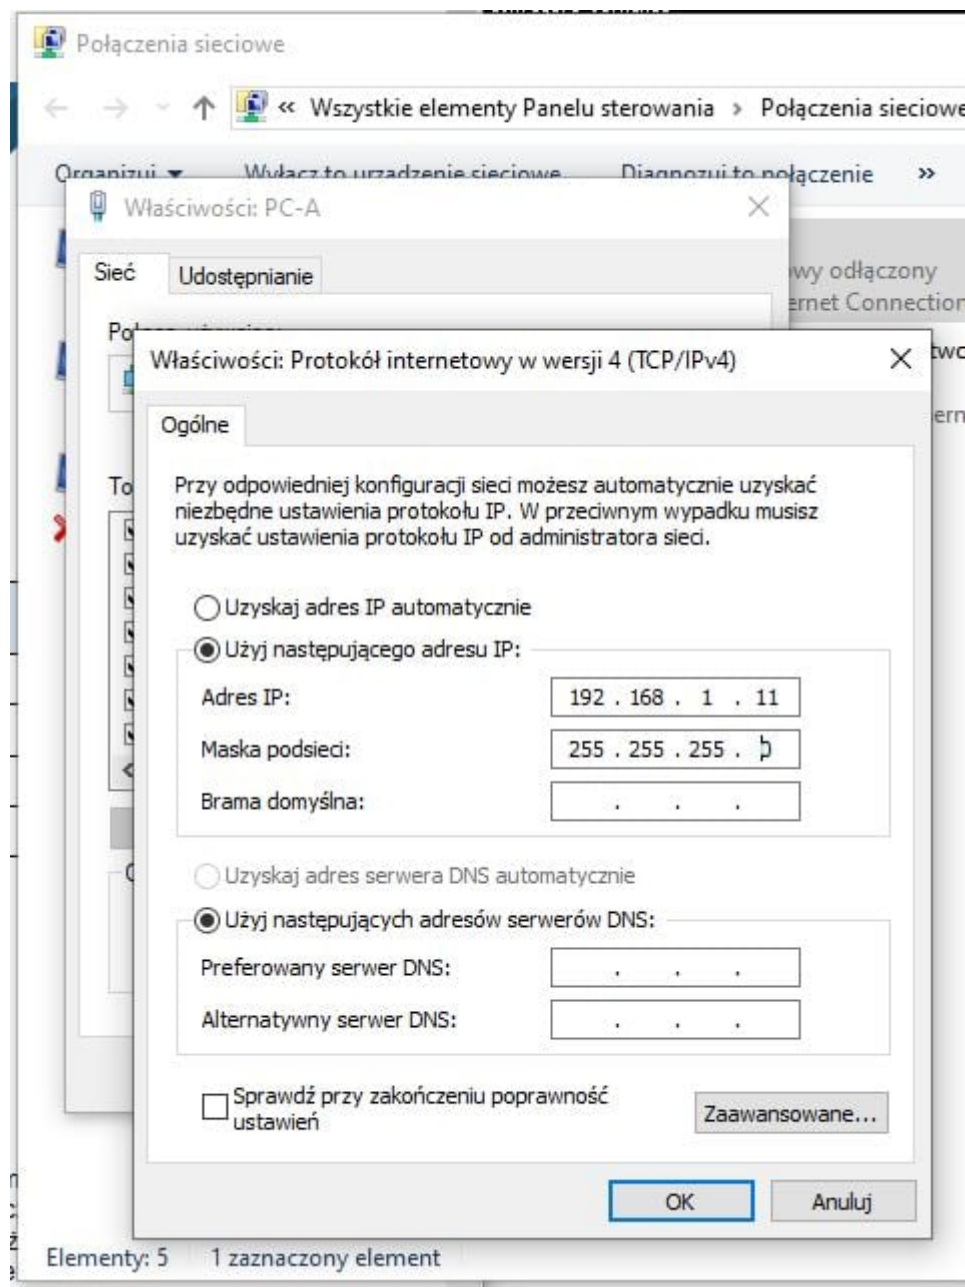 Połączenia sieciowe
« Wszystkie elementy Panelu sterowania › Połączenia sieciowe
Organizuj Wyłącz to urządzenie sieciowe Diagnozuj to połączenie »
Właściwości: PC-A
Sieć Udostępnianie
odłączony
Connection
Właściwości: Protokół internetowy w wersji 4 (TCP/IPv4)
Ogólne
Przy odpowiedniej konfiguracji sieci możesz automatycznie uzyskać
niezbędne ustawienia protokołu IP. W przeciwnym wypadku musisz
uzyskać ustawienia protokołu IP od administratora sieci.
Uzyskaj adres IP automatycznie
Użyj następującego adresu IP:
Adres IP: 192 . 168 . 1 . 11
Maska podsieci: 255 . 255 . 255 . 0
Brama domyślna: . . .
Uzyskaj adres serwera DNS automatycznie
Użyj następujących adresów serwerów DNS:
Preferowany serwer DNS: . . .
Alternatywny serwer DNS: . . .
Sprawdź przy zakończeniu poprawność
ustawień
Zaawansowane...
OK Anuluj
Elementy: 5 1 zaznaczony element